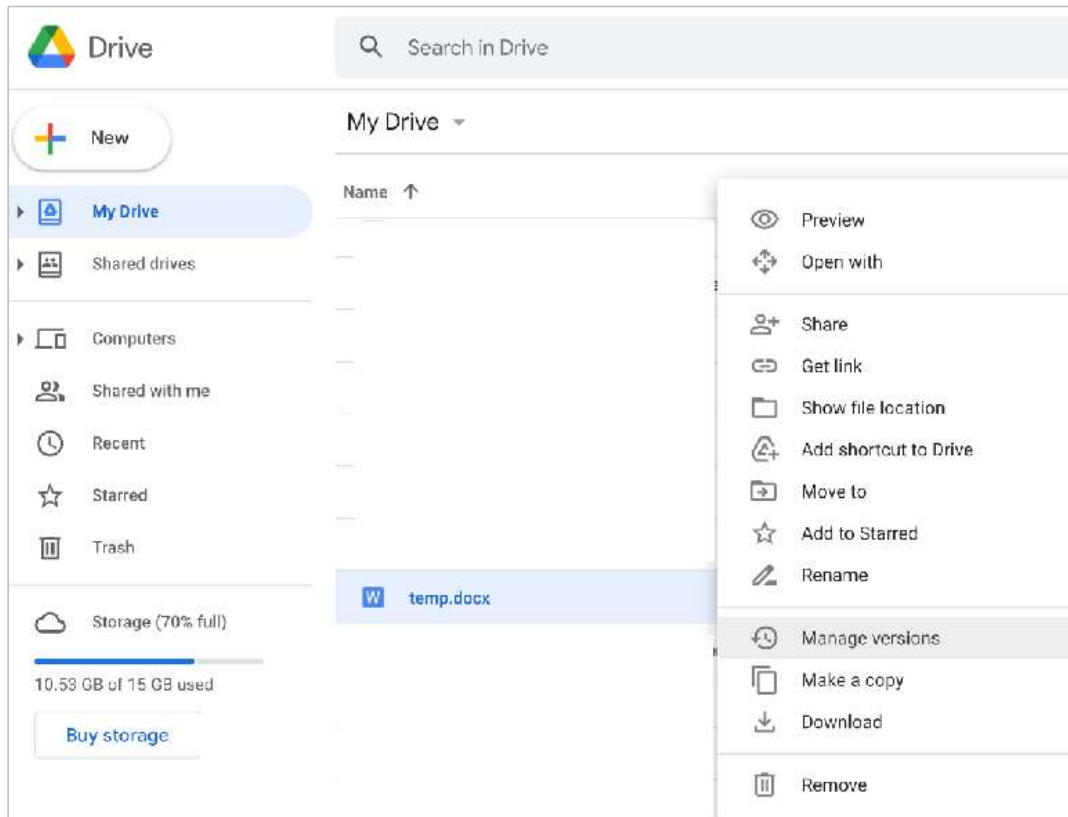 Drive
Search in Drive
New
My Drive
Name
My Drive
Shared drives
Computers
Shared with me
Recent
Starred
Trash
Storage (70% full)
10.53 GB of 15 GB used
Buy storage
W temp.docx
Preview
Open with
Share
Get link
Show file location
Add shortcut to Drive
Move to
Add to Starred
Rename
Manage versions
Make a copy
Download
Remove